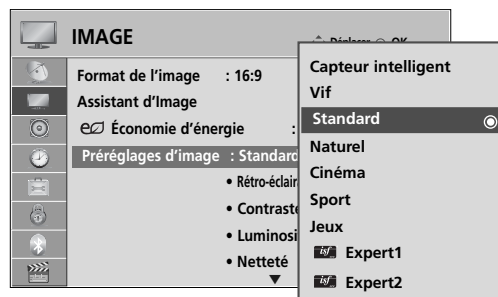 IMAGE
Déplacer OK
Format de l'image : 16:9
Assistant d'Image
Économie d'énergie :
Préréglages d'image : Standard
• Rétro-éclair
• Contraste
• Luminosi
• Netteté
Capteur intelligent
Vif
Standard
Naturel
Cinéma
Sport
Jeux
isf Expert1
isf Expert2